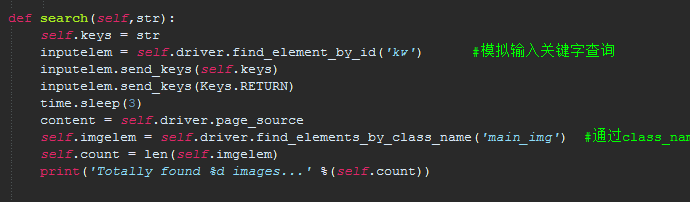 def search(self,str):
self.keys = str
inputelem = self.driver.find_element_by_id('kw') #模拟输入关键字查询
inputelem.send_keys(self.keys)
inputelem.send_keys(Keys.RETURN)
time.sleep(3)
content = self.driver.page_source
self.imgelem = self.driver.find_elements_by_class_name('main_img') #通过class_nam
self.count = len(self.imgelem)
print('Totally found %d images...' %(self.count))